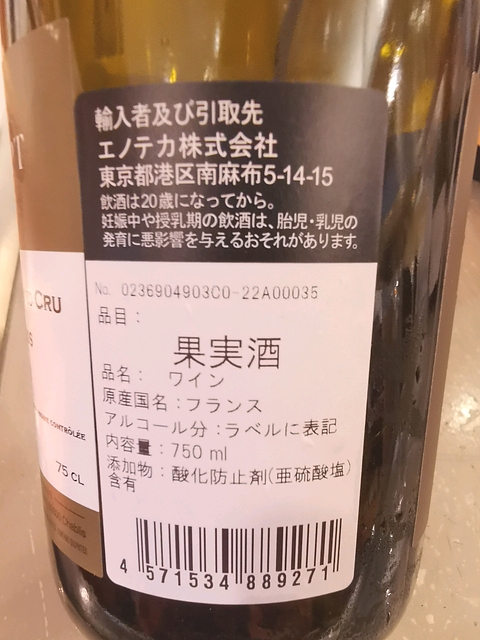 輸入者及び引取先
エノテカ株式会社
東京都港区南麻布5-14-15
飲酒は20歳になってから。
妊娠中や授乳期の飲酒は、胎児・乳児の
発育に悪影響を与えるおそれがあります。
No. 0236904903C0-22A00035
品目：
果実酒
品名： ワイン
原産国名：フランス
アルコール分：ラベルに表記
内容量：750 ml
添加物：酸化防止剤(亜硫酸塩)
含有
4 571534 889271
CRU
CONTRÔLÉE
75 CL
Chablis